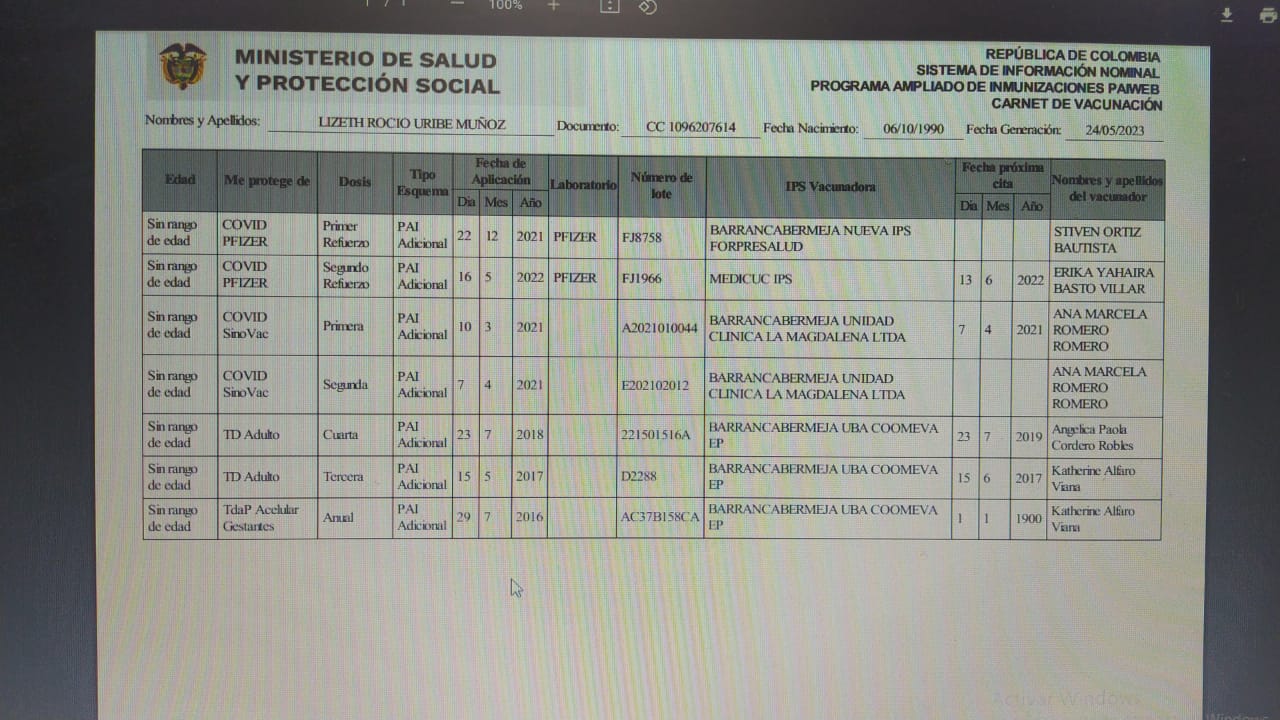 1 / 1 — 100% +
MINISTERIO DE SALUD
Y PROTECCIÓN SOCIAL
REPÚBLICA DE COLOMBIA
SISTEMA DE INFORMACIÓN NOMINAL
PROGRAMA AMPLIADO DE INMUNIZACIONES PAIWEB
CARNET DE VACUNACIÓN
Nombres y Apellidos: LIZETH ROCIO URIBE MUÑOZ Documento: CC 1096207614 Fecha Nacimiento: 06/10/1990 Fecha Generación: 24/05/2023
Edad Me protege de Dosis Tipo Esquema Fecha de Aplicación Laboratorio Número de lote IPS Vacunadora Fecha próxima cita Nombres y apellidos del vacunador
Dia Mes Año Dia Mes Año
Sin rango de edad COVID PFIZER Primer Refuerzo PAI Adicional 22 12 2021 PFIZER FJ8758 BARRANCABERMEJA NUEVA IPS FORPRESALUD STIVEN ORTIZ BAUTISTA
Sin rango de edad COVID PFIZER Segundo Refuerzo PAI Adicional 16 5 2022 PFIZER FJ1966 MEDICUC IPS 13 6 2022 ERIKA YAHAIRA BASTO VILLAR
Sin rango de edad COVID SinoVac Primera PAI Adicional 10 3 2021 A2021010044 BARRANCABERMEJA UNIDAD CLINICA LA MAGDALENA LTDA 7 4 2021 ANA MARCELA ROMERO ROMERO
Sin rango de edad COVID SinoVac Segunda PAI Adicional 7 4 2021 E202102012 BARRANCABERMEJA UNIDAD CLINICA LA MAGDALENA LTDA ANA MARCELA ROMERO ROMERO
Sin rango de edad TD Adulto Cuarta PAI Adicional 23 7 2018 221501516A BARRANCABERMEJA UBA COOMEVA EP 23 7 2019 Angelica Paola Cordero Robles
Sin rango de edad TD Adulto Tercera PAI Adicional 15 5 2017 D2288 BARRANCABERMEJA UBA COOMEVA EP 15 6 2017 Katherine Alfaro Viana
Sin rango de edad TdaP Acelular Gestantes Anual PAI Adicional 29 7 2016 AC37B158CA BARRANCABERMEJA UBA COOMEVA EP 1 1 1900 Katherine Alfaro Viana
Activar Windows